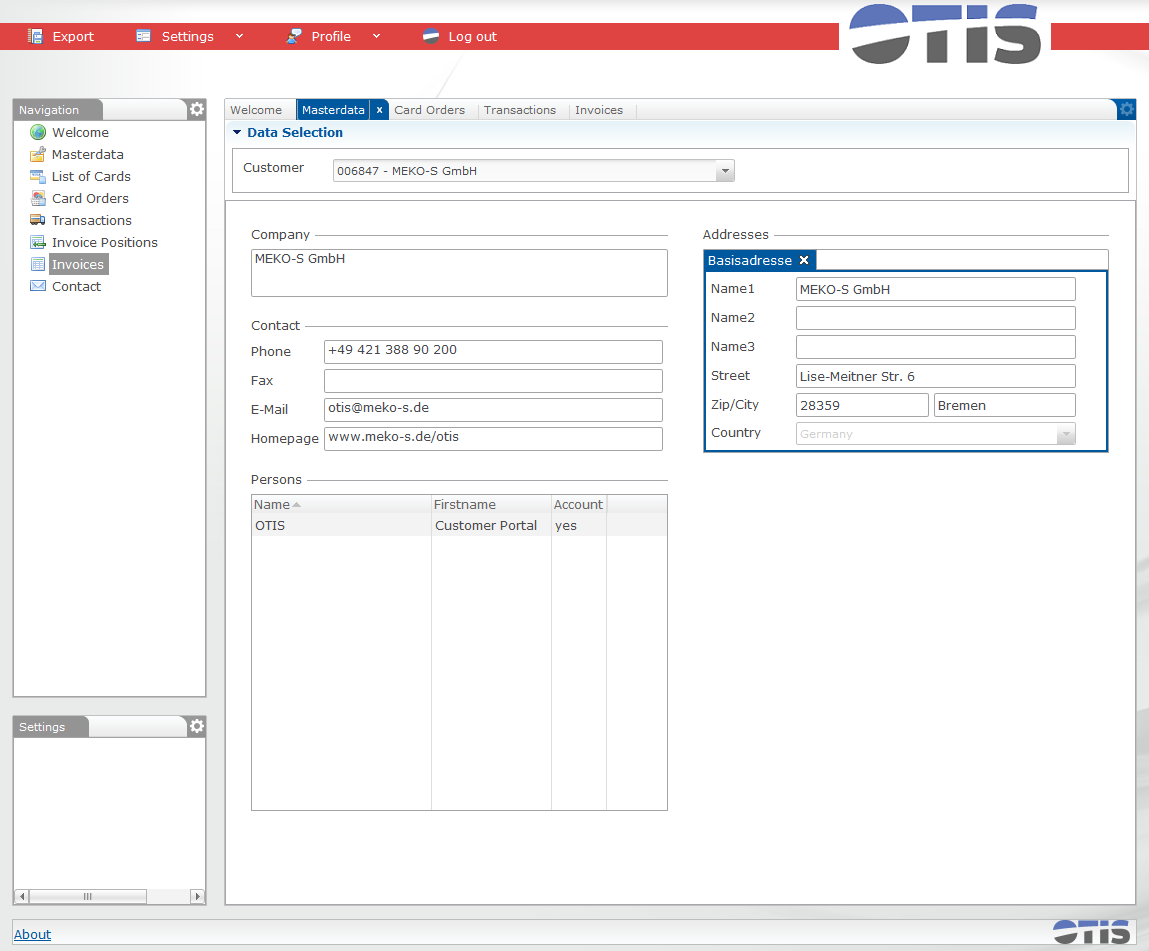 Export Settings Profile Log out
OTIS
Navigation
Welcome
Masterdata
List of Cards
Card Orders
Transactions
Invoice Positions
Invoices
Contact
Settings
Welcome Masterdata x Card Orders Transactions Invoices
Data Selection
Customer 006847 - MEKO-S GmbH
Company
MEKO-S GmbH
Contact
Phone +49 421 388 90 200
Fax
E-Mail otis@meko-s.de
Homepage www.meko-s.de/otis
Persons
Name Firstname Account
OTIS Customer Portal yes
Addresses
Basisadresse
Name1 MEKO-S GmbH
Name2
Name3
Street Lise-Meitner Str. 6
Zip/City 28359 Bremen
Country Germany
About
OTIS